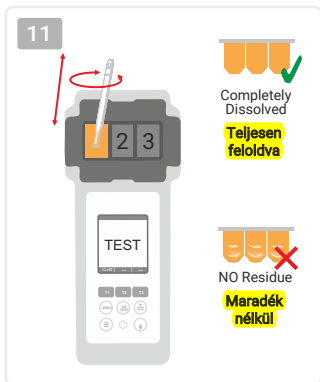 11
2 3
TEST
Completely
Dissolved
Teljesen
feloldva
NO Residue
Maradék
nélkül